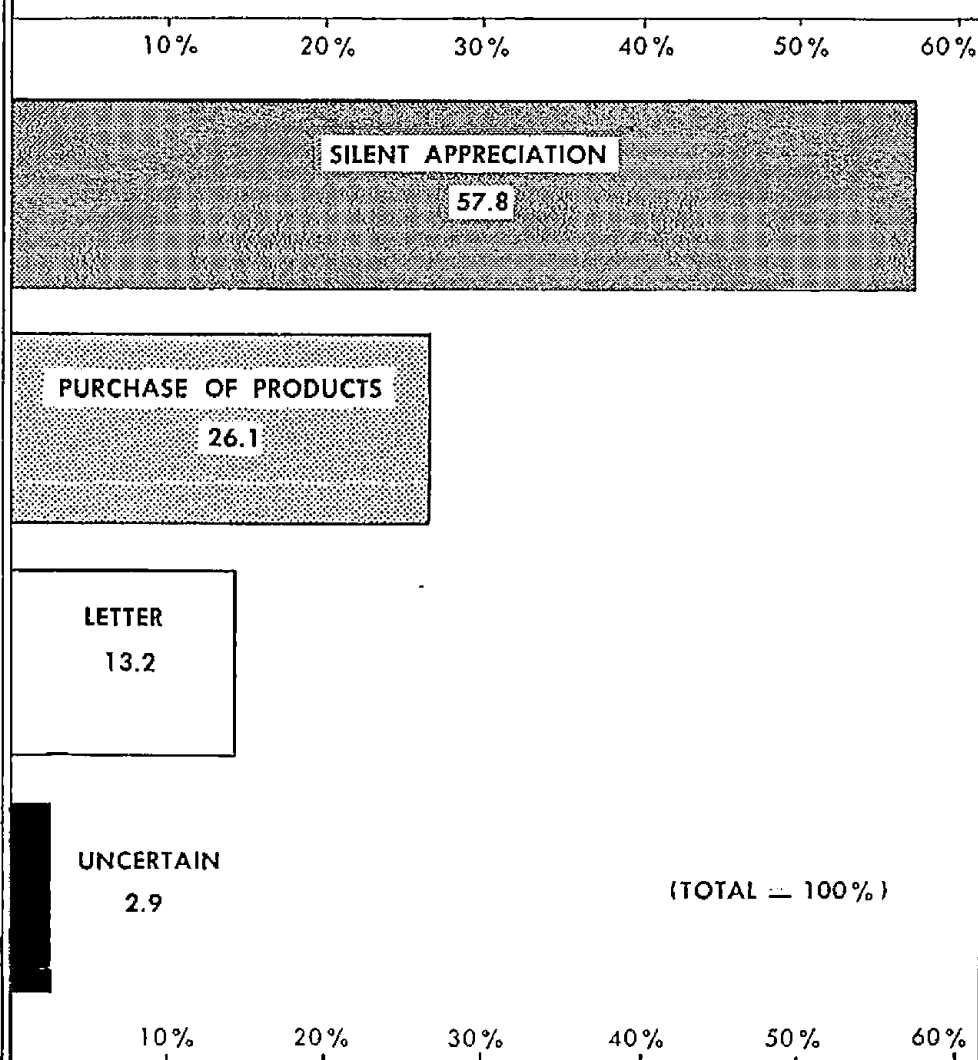 10% 20% 30% 40% 50% 60%
SILENT APPRECIATION
57.8
PURCHASE OF PRODUCTS
26.1
LETTER
13.2
UNCERTAIN
2.9
(TOTAL = 100%)
10% 20% 30% 40% 50% 60%